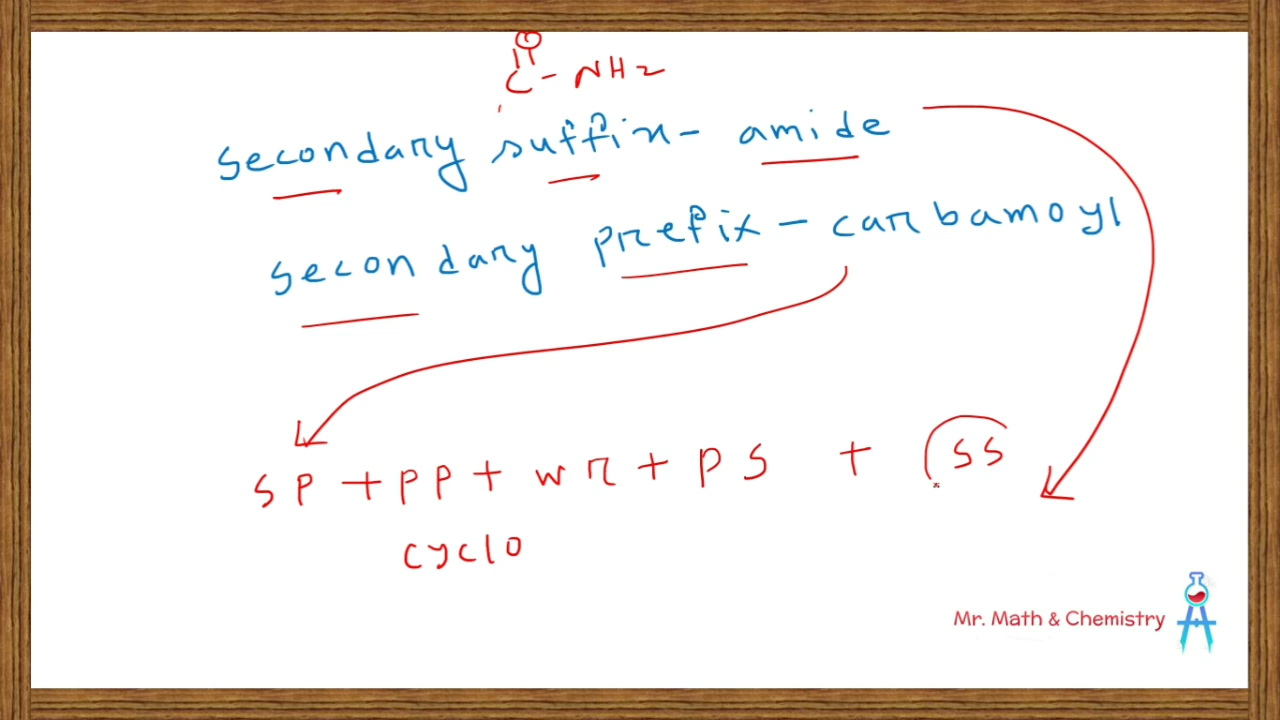 O
C - NH2
secondary suffix- amide
secondary prefix - carbamoyl
SP + PP + wr + PS + SS
cyclo
Mr. Math & Chemistry